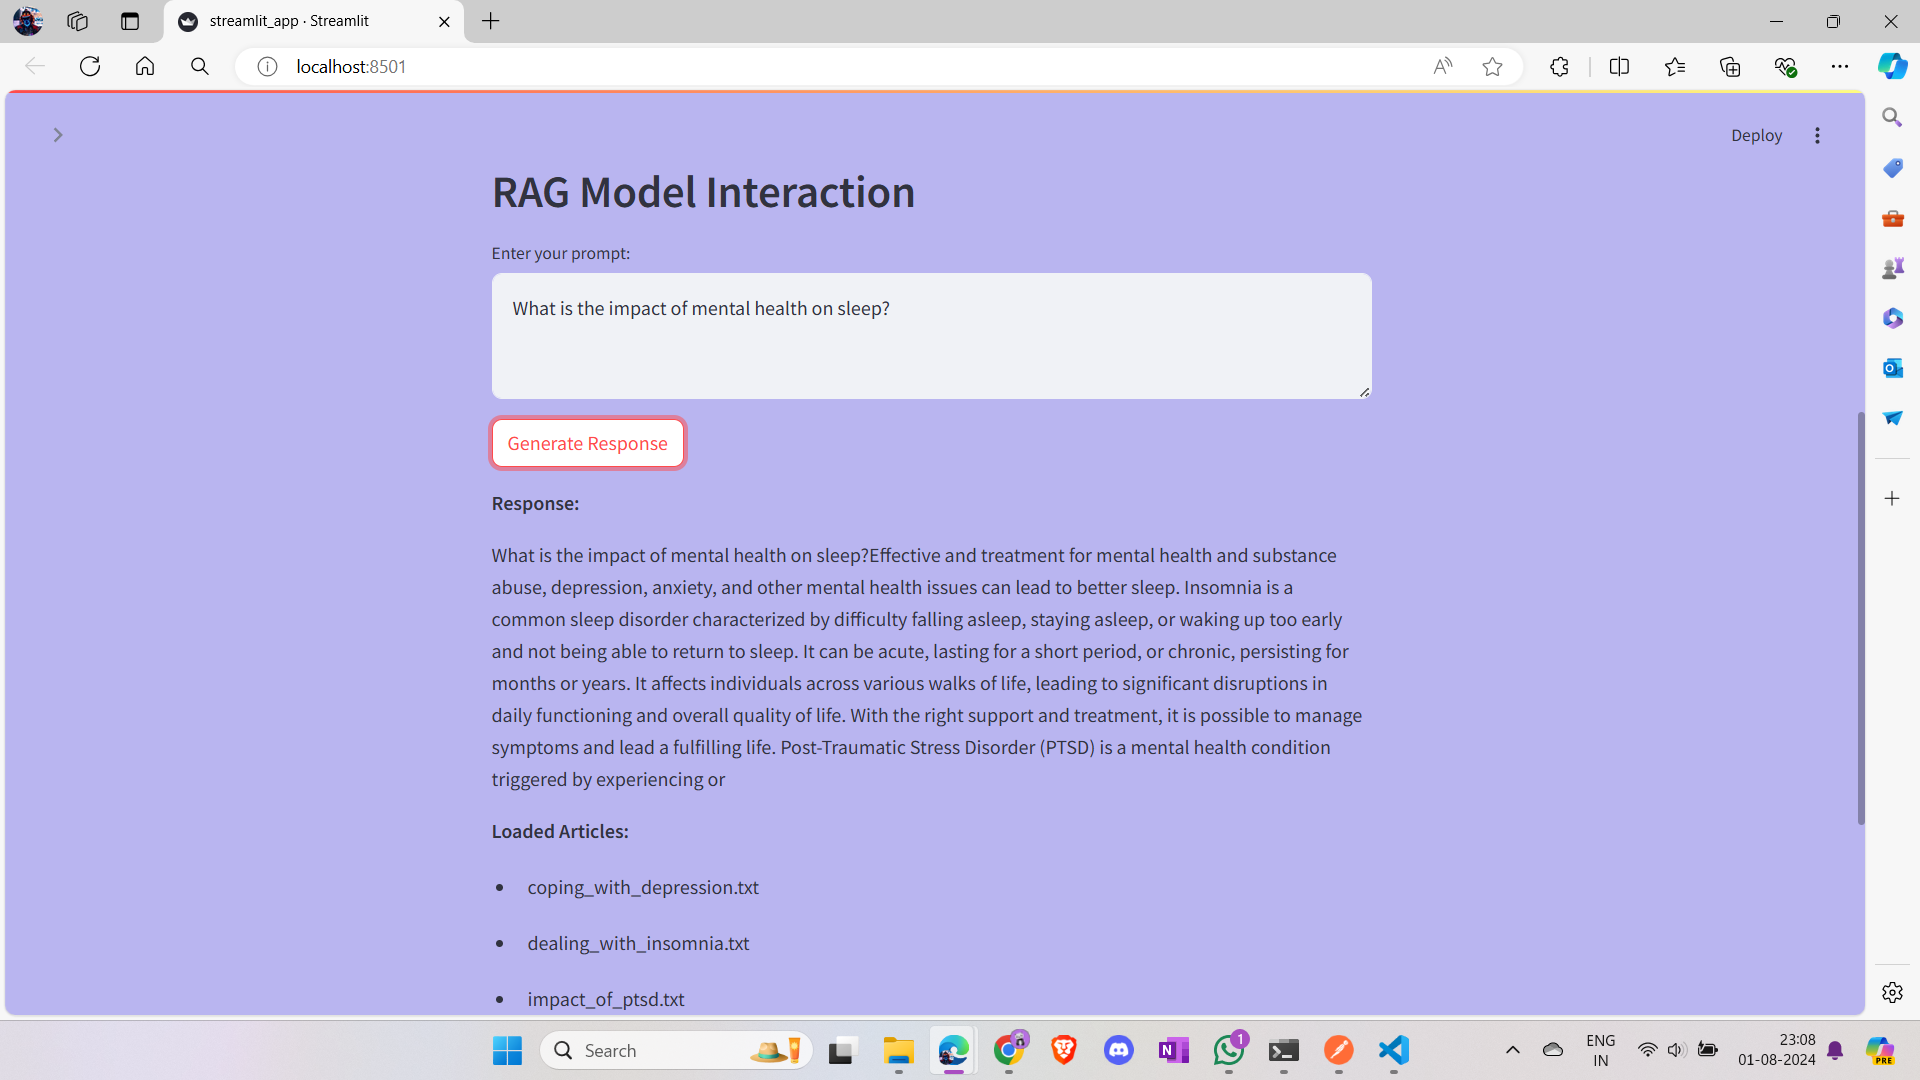 streamlit_app · Streamlit
localhost:8501
Deploy
RAG Model Interaction
Enter your prompt:
What is the impact of mental health on sleep?
Generate Response
Response:
What is the impact of mental health on sleep?Effective and treatment for mental health and substance
abuse, depression, anxiety, and other mental health issues can lead to better sleep. Insomnia is a
common sleep disorder characterized by difficulty falling asleep, staying asleep, or waking up too early
and not being able to return to sleep. It can be acute, lasting for a short period, or chronic, persisting for
months or years. It affects individuals across various walks of life, leading to significant disruptions in
daily functioning and overall quality of life. With the right support and treatment, it is possible to manage
symptoms and lead a fulfilling life. Post-Traumatic Stress Disorder (PTSD) is a mental health condition
triggered by experiencing or
Loaded Articles:
coping_with_depression.txt
dealing_with_insomnia.txt
impact_of_ptsd.txt
Search
1
ENG
IN
23:08
01-08-2024
PRE